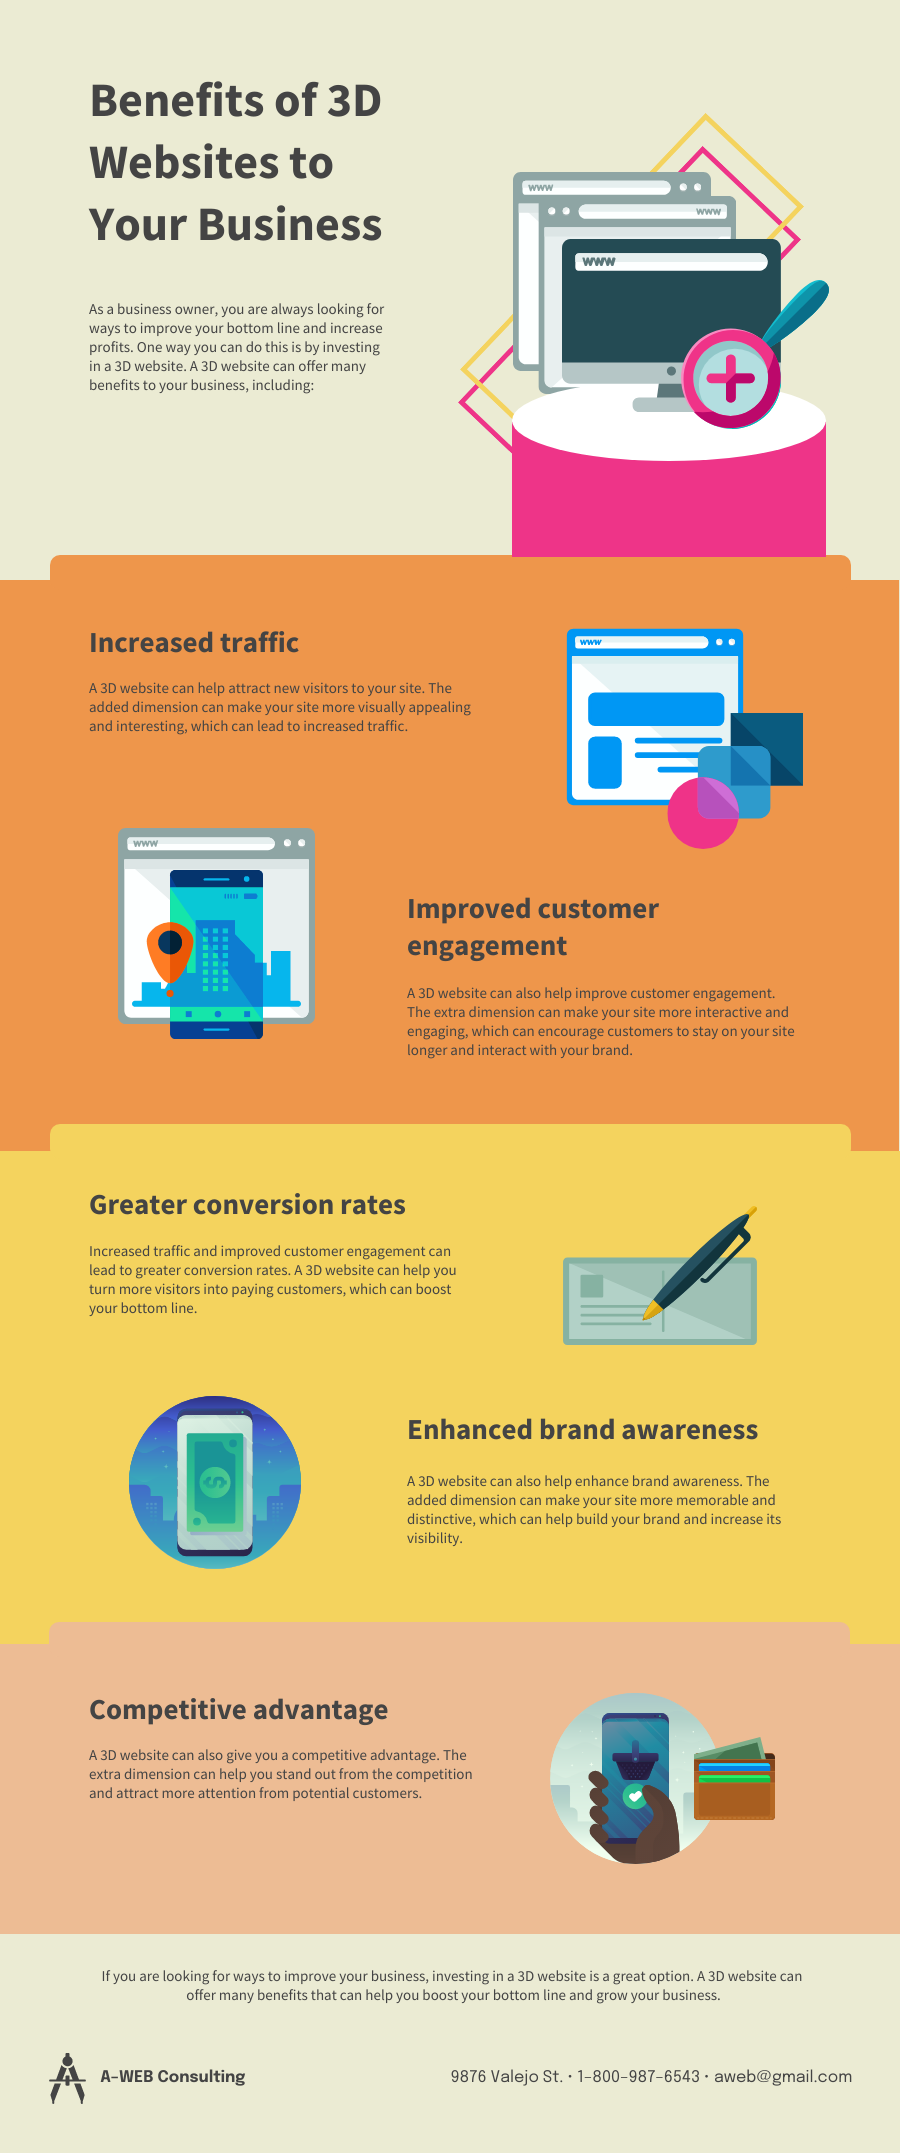 Benefits of 3D
Websites to
Your Business
As a business owner, you are always looking for
ways to improve your bottom line and increase
profits. One way you can do this is by investing
in a 3D website. A 3D website can offer many
benefits to your business, including:
www
www
www
Increased traffic
A 3D website can help attract new visitors to your site. The
added dimension can make your site more visually appealing
and interesting, which can lead to increased traffic.
www
www
Improved customer
engagement
A 3D website can also help improve customer engagement.
The extra dimension can make your site more interactive and
engaging, which can encourage customers to stay on your site
longer and interact with your brand.
Greater conversion rates
Increased traffic and improved customer engagement can
lead to greater conversion rates. A 3D website can help you
turn more visitors into paying customers, which can boost
your bottom line.
$
Enhanced brand awareness
A 3D website can also help enhance brand awareness. The
added dimension can make your site more memorable and
distinctive, which can help build your brand and increase its
visibility.
Competitive advantage
A 3D website can also give you a competitive advantage. The
extra dimension can help you stand out from the competition
and attract more attention from potential customers.
If you are looking for ways to improve your business, investing in a 3D website is a great option. A 3D website can
offer many benefits that can help you boost your bottom line and grow your business.
A-WEB Consulting
9876 Valejo St. • 1-800-987-6543 • aweb@gmail.com